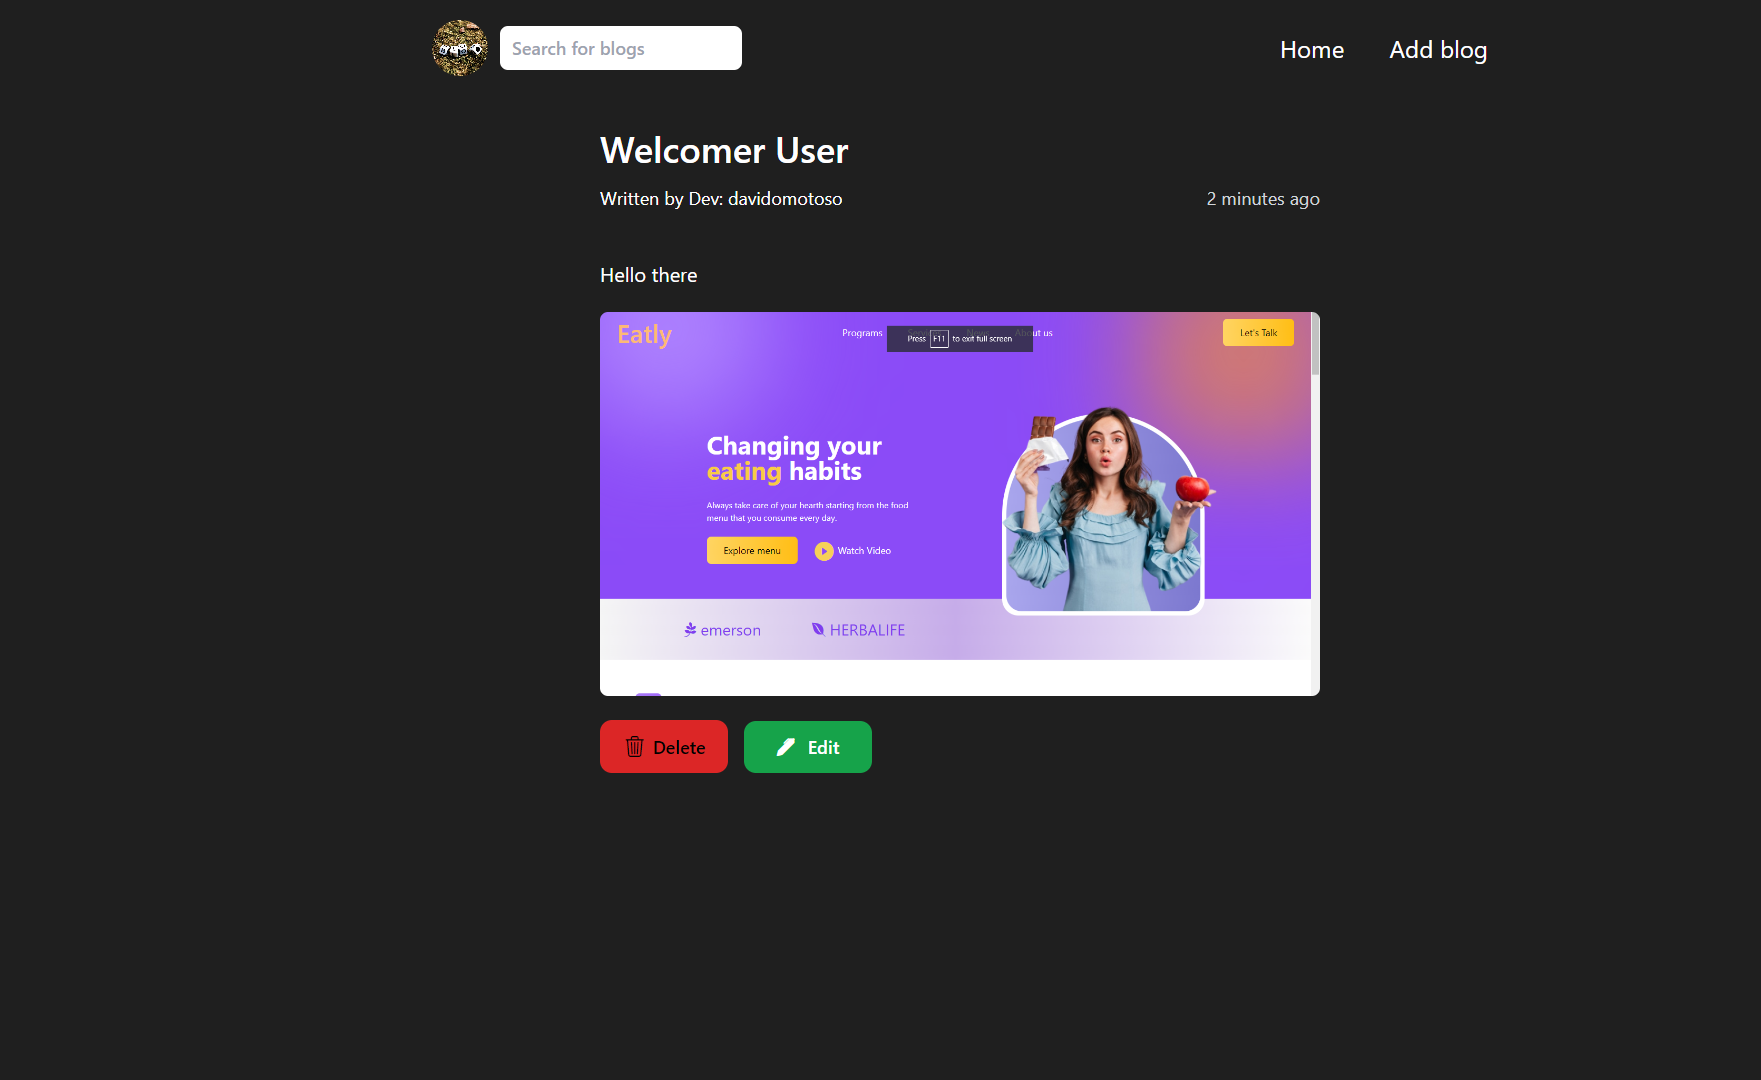 Search for blogs
Home Add blog
Welcomer User
Written by Dev: davidomotoso 2 minutes ago
Hello there
Eatly
Programs About us
Let's Talk
Press F11 to exit full screen
Changing your
eating habits
Always take care of your hearth starting from the food
menu that you consume every day.
Explore menu
Watch Video
emerson
HERBALIFE
Delete
Edit